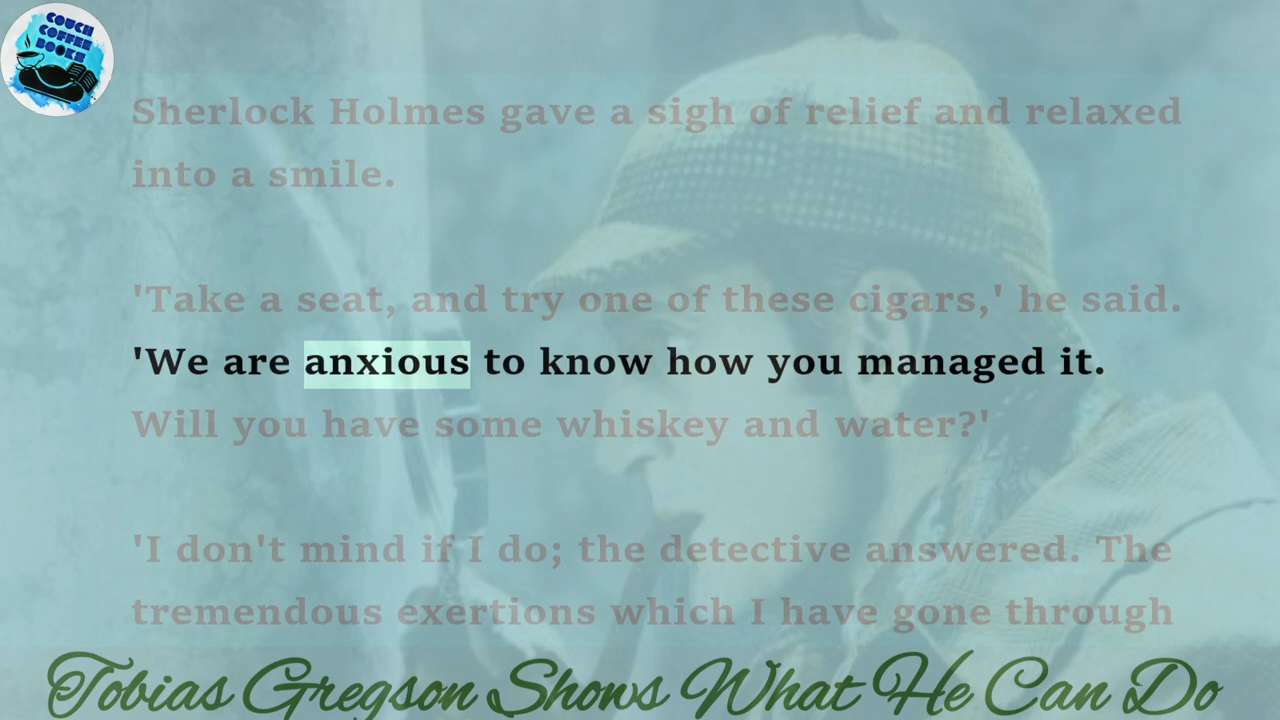 COUCH
COFFEE
BOOKS
Sherlock Holmes gave a sigh of relief and relaxed
into a smile.
'Take a seat, and try one of these cigars,' he said.
'We are anxious to know how you managed it.
Will you have some whiskey and water?'
'I don't mind if I do; the detective answered. The
tremendous exertions which I have gone through
Tobias Gregson Shows What He Can Do